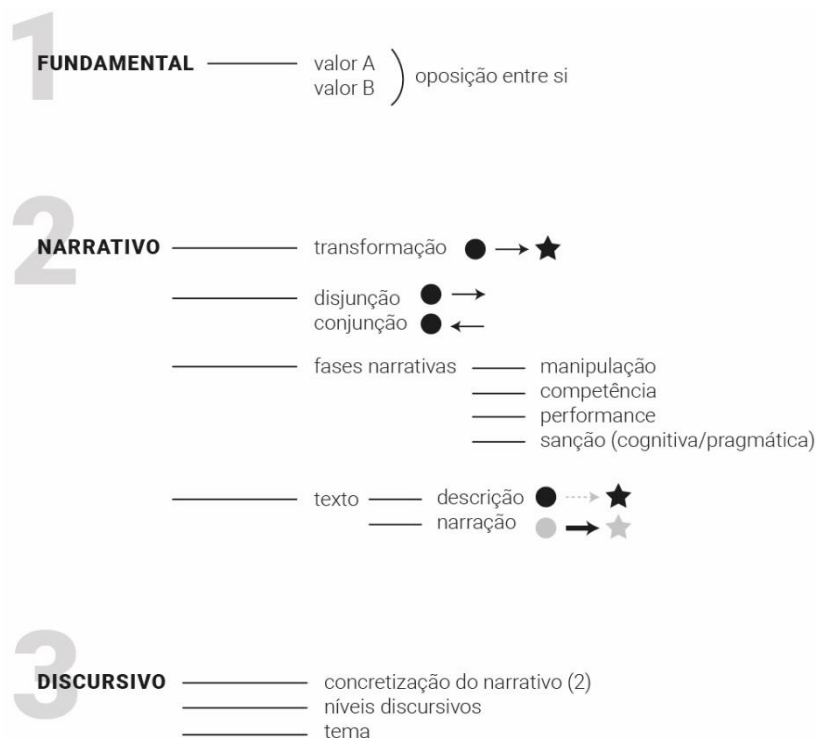 1
FUNDAMENTAL valor A
valor B
oposição entre si
2
NARRATIVO transformação
disjunção
conjunção
fases narrativas manipulação
competência
performance
sanção (cognitiva/pragmática)
texto descrição
narração
3
DISCURSIVO concretização do narrativo (2)
níveis discursivos
tema